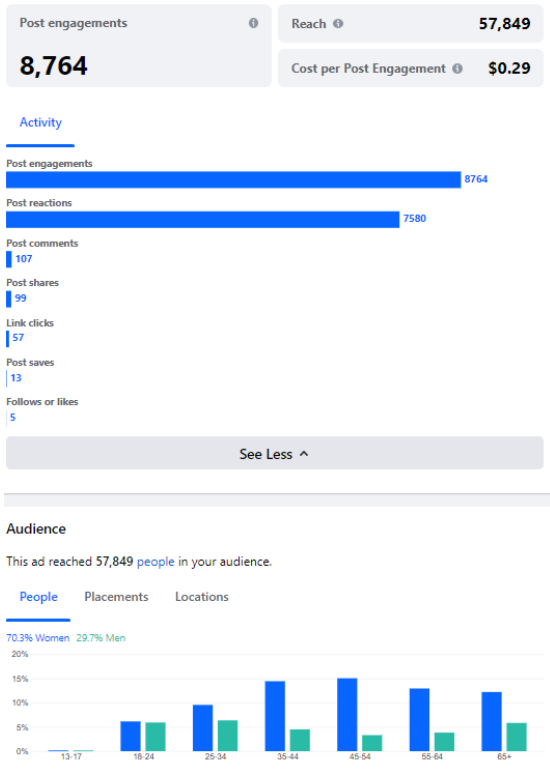 Post engagements
8,764
Reach 57,849
Cost per Post Engagement $0.29
Activity
Post engagements
8764
Post reactions
7580
Post comments
107
Post shares
99
Link clicks
57
Post saves
13
Follows or likes
5
See Less
Audience
This ad reached 57,849 people in your audience.
People Placements Locations
70.3% Women 29.7% Men
20%
15%
10%
5%
0%
13-17 18-24 25-34 35-44 45-54 55-64 65+